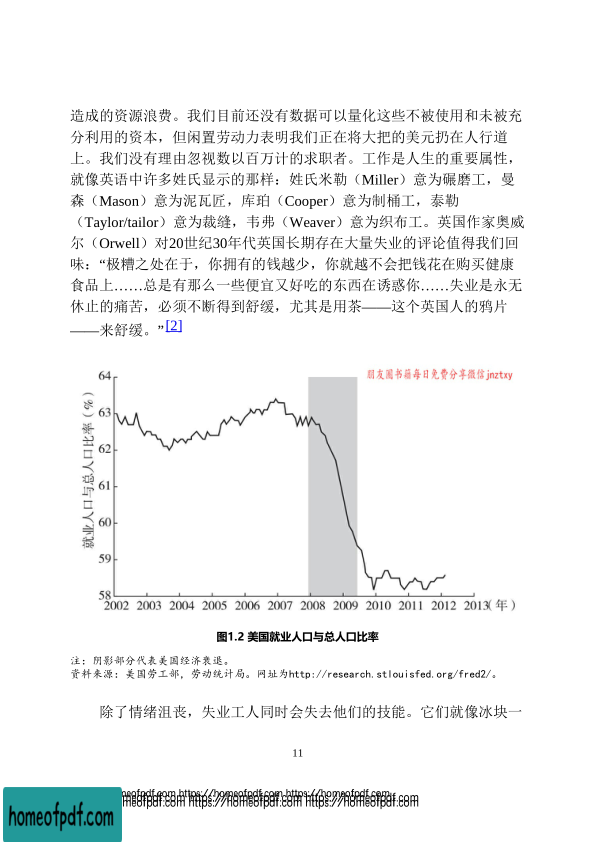 造成的资源浪费。我们目前还没有数据可以量化这些不被使用和未被充
分利用的资本，但闲置劳动力表明我们正在将大把的美元扔在人行道
上。我们没有理由忽视数以百万计的求职者。工作是人生的重要属性，
就像英语中许多姓氏显示的那样：姓氏米勒（Miller）意为碾磨工，曼
森（Mason）意为泥瓦匠，库珀（Cooper）意为制桶工，泰勒
（Taylor/tailor）意为裁缝，韦弗（Weaver）意为织布工。英国作家奥威
尔（Orwell）对20世纪30年代英国长期存在大量失业的评论值得我们回
味：“极糟之处在于，你拥有的钱越少，你就越不会把钱花在购买健康
食品上……总是有那么一些便宜又好吃的东西在诱惑你……失业是永无
休止的痛苦，必须不断得到舒缓，尤其是用茶——这个英国人的鸦片
——来舒缓。”[2]
朋友圈书籍每日免费分享微信jnztxy
就业人口与总人口比率（%）
64
63
62
61
60
59
58
2002 2003 2004 2005 2006 2007 2008 2009 2010 2011 2012 2013（年）
图1.2 美国就业人口与总人口比率
注：阴影部分代表美国经济衰退。
资料来源：美国劳工部，劳动统计局。网址为http://research.stlouisfed.org/fred2/。
除了情绪沮丧，失业工人同时会失去他们的技能。它们就像冰块一
11
homeofpdf.com https://homeofpdf.com https://homeofpdf.com
homeofpdf.com https://homeofpdf.com https://homeofpdf.com
homeofpdf.com